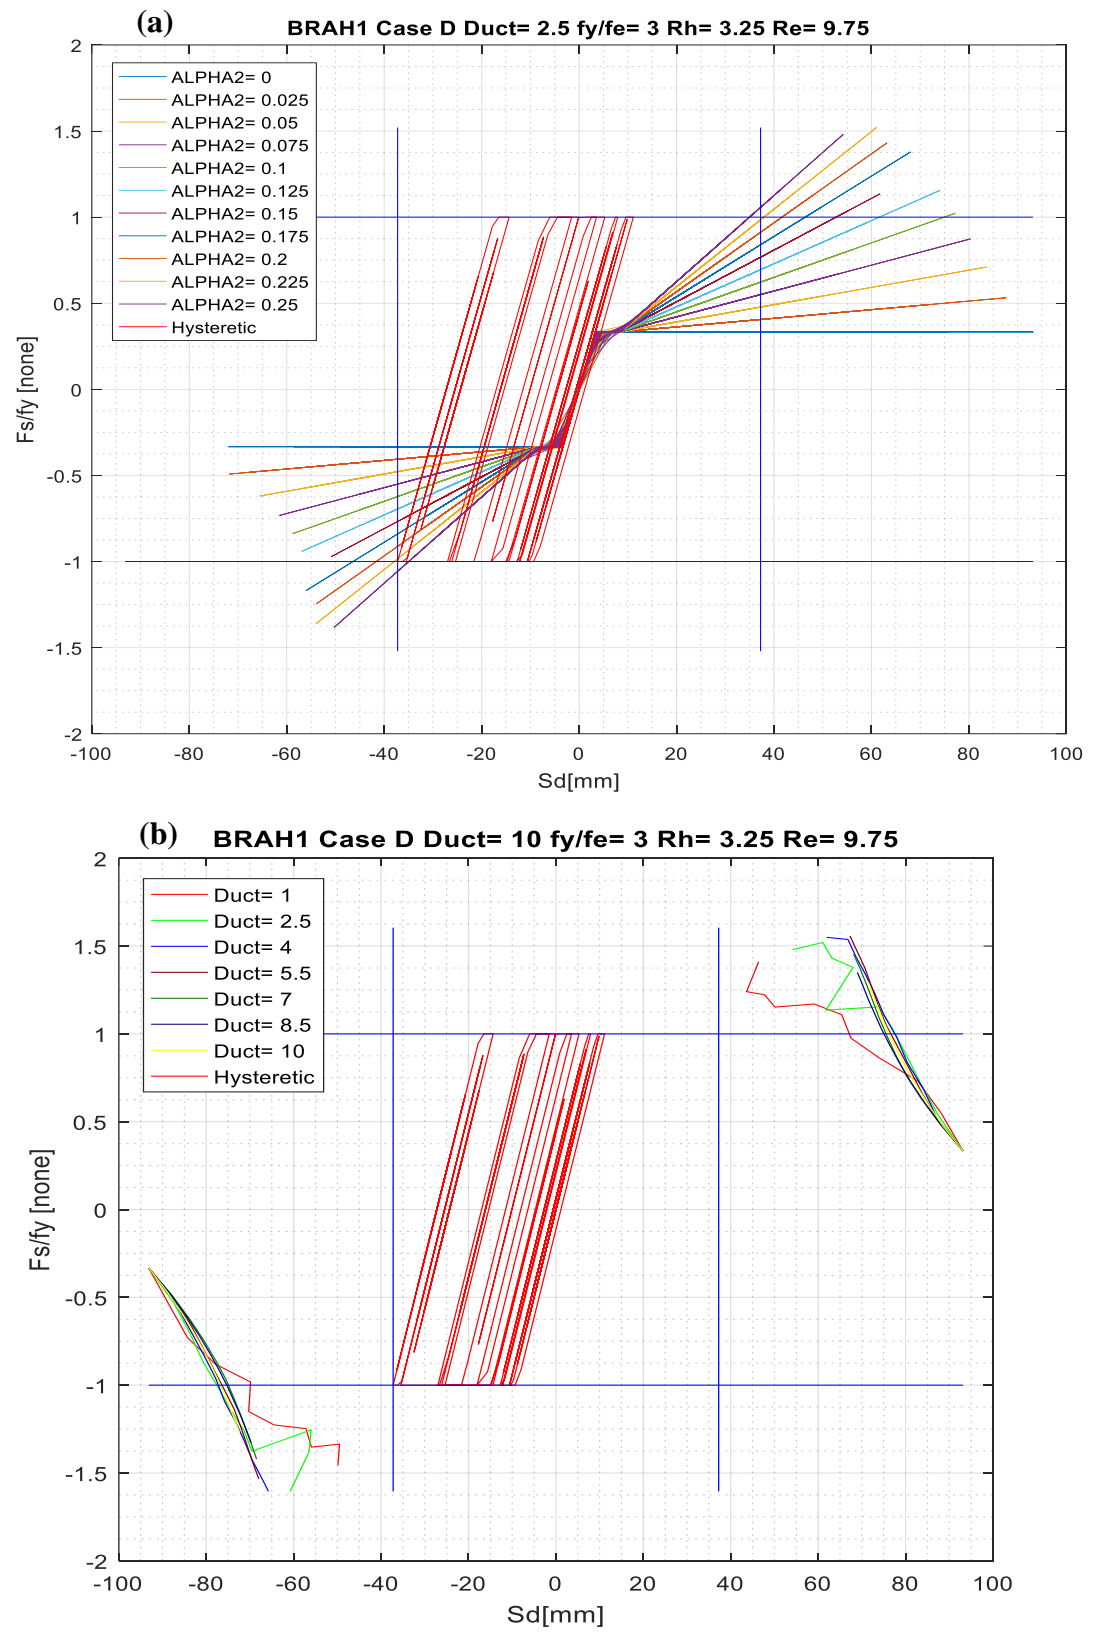 (a)
BRAH1 Case D Duct= 2.5 fy/fe= 3 Rh= 3.25 Re= 9.75
2
1.5
1
0.5
0
-0.5
-1
-1.5
-2
Fs/fy [none]
ALPHA2= 0
ALPHA2= 0.025
ALPHA2= 0.05
ALPHA2= 0.075
ALPHA2= 0.1
ALPHA2= 0.125
ALPHA2= 0.15
ALPHA2= 0.175
ALPHA2= 0.2
ALPHA2= 0.225
ALPHA2= 0.25
Hysteretic
-100 -80 -60 -40 -20 0 20 40 60 80 100
Sd[mm]
(b)
BRAH1 Case D Duct= 10 fy/fe= 3 Rh= 3.25 Re= 9.75
2
1.5
1
0.5
0
-0.5
-1
-1.5
-2
Fs/fy [none]
Duct= 1
Duct= 2.5
Duct= 4
Duct= 5.5
Duct= 7
Duct= 8.5
Duct= 10
Hysteretic
-100 -80 -60 -40 -20 0 20 40 60 80 100
Sd[mm]